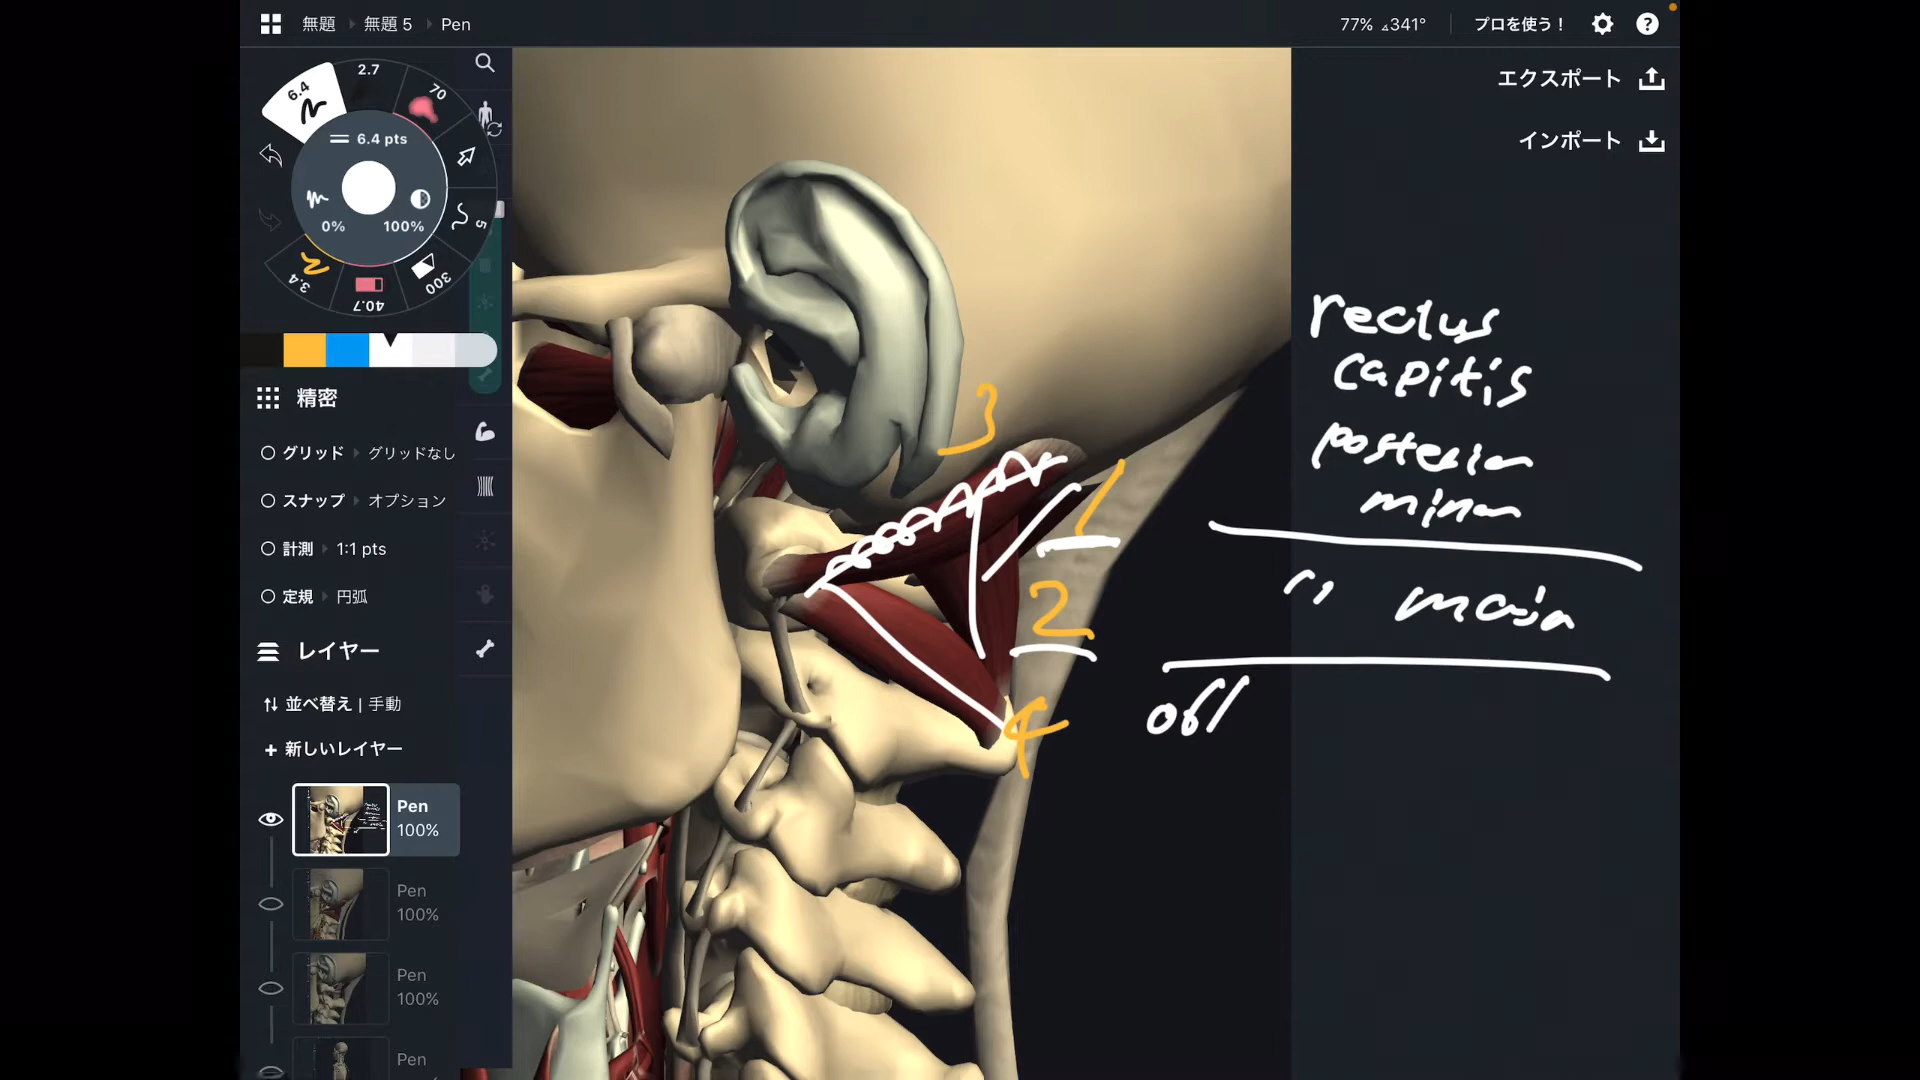 無題 無題 5 Pen
77% ⊿341° プロを使う！
エクスポート
インポート
6.4
2.7
70
5
300
40.7
3.4
6.4 pts
0% 100%
精密
グリッド グリッドなし
スナップ オプション
計測 1:1 pts
定規 円弧
レイヤー
並べ替え | 手動
新しいレイヤー
Pen
100%
Pen
100%
Pen
100%
Pen
3
1
2
4
rectus
capitis
posterior
minor
〃 major
obl